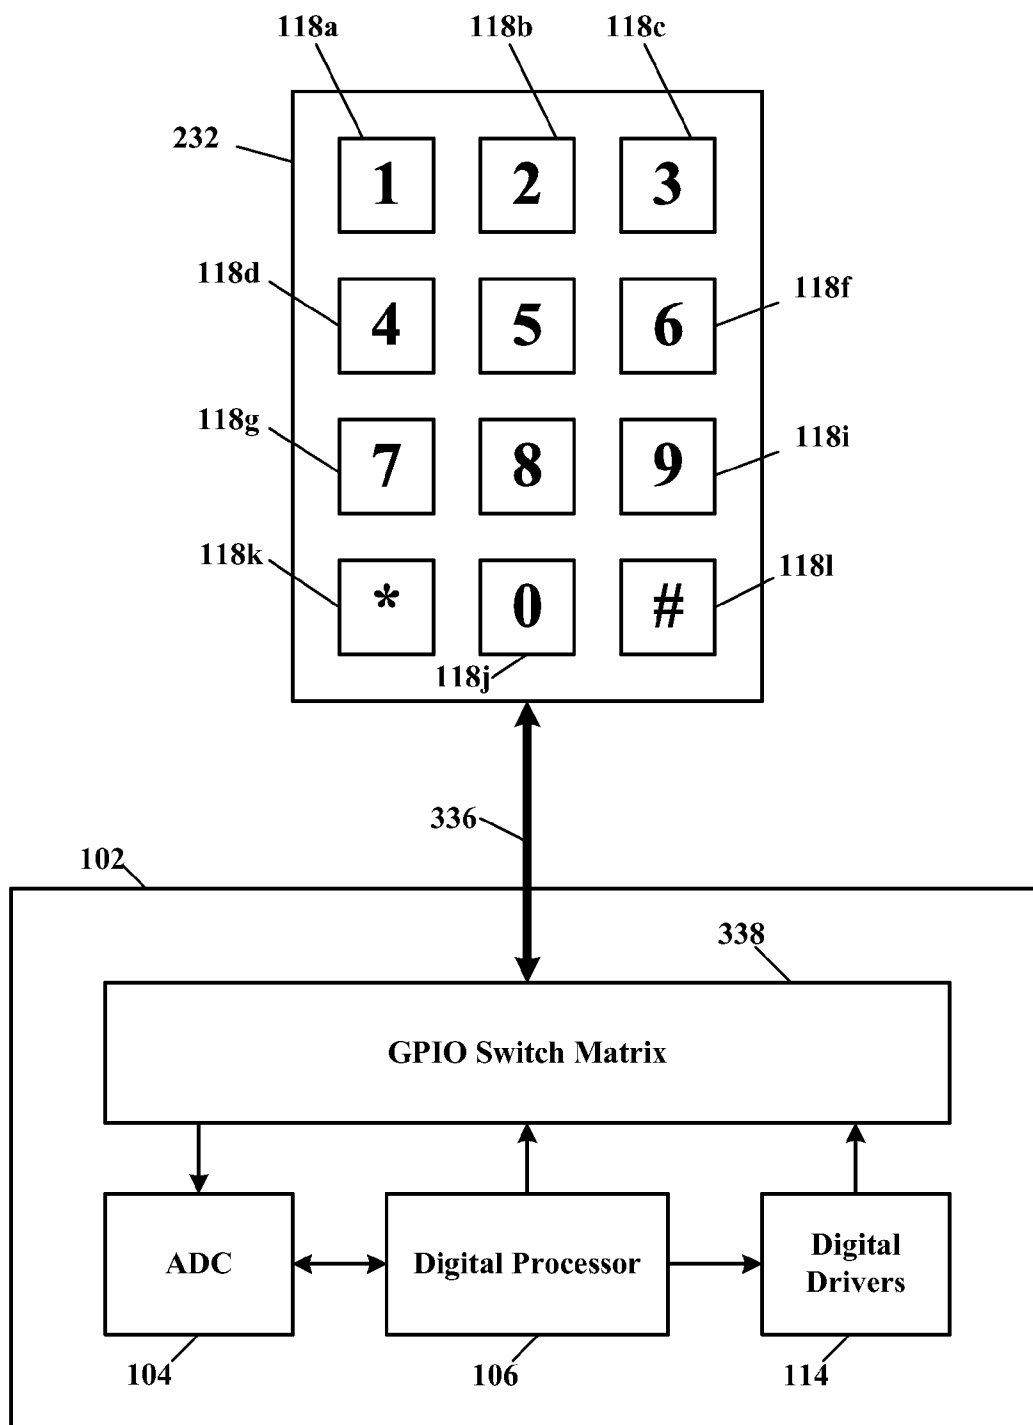 118a 118b 118c
232
1 2 3
118d
118f
4 5 6
118g
118i
7 8 9
118k
118l
* 0 #
118j
336
102
338
GPIO Switch Matrix
ADC
Digital Processor
Digital
Drivers
104
106
114